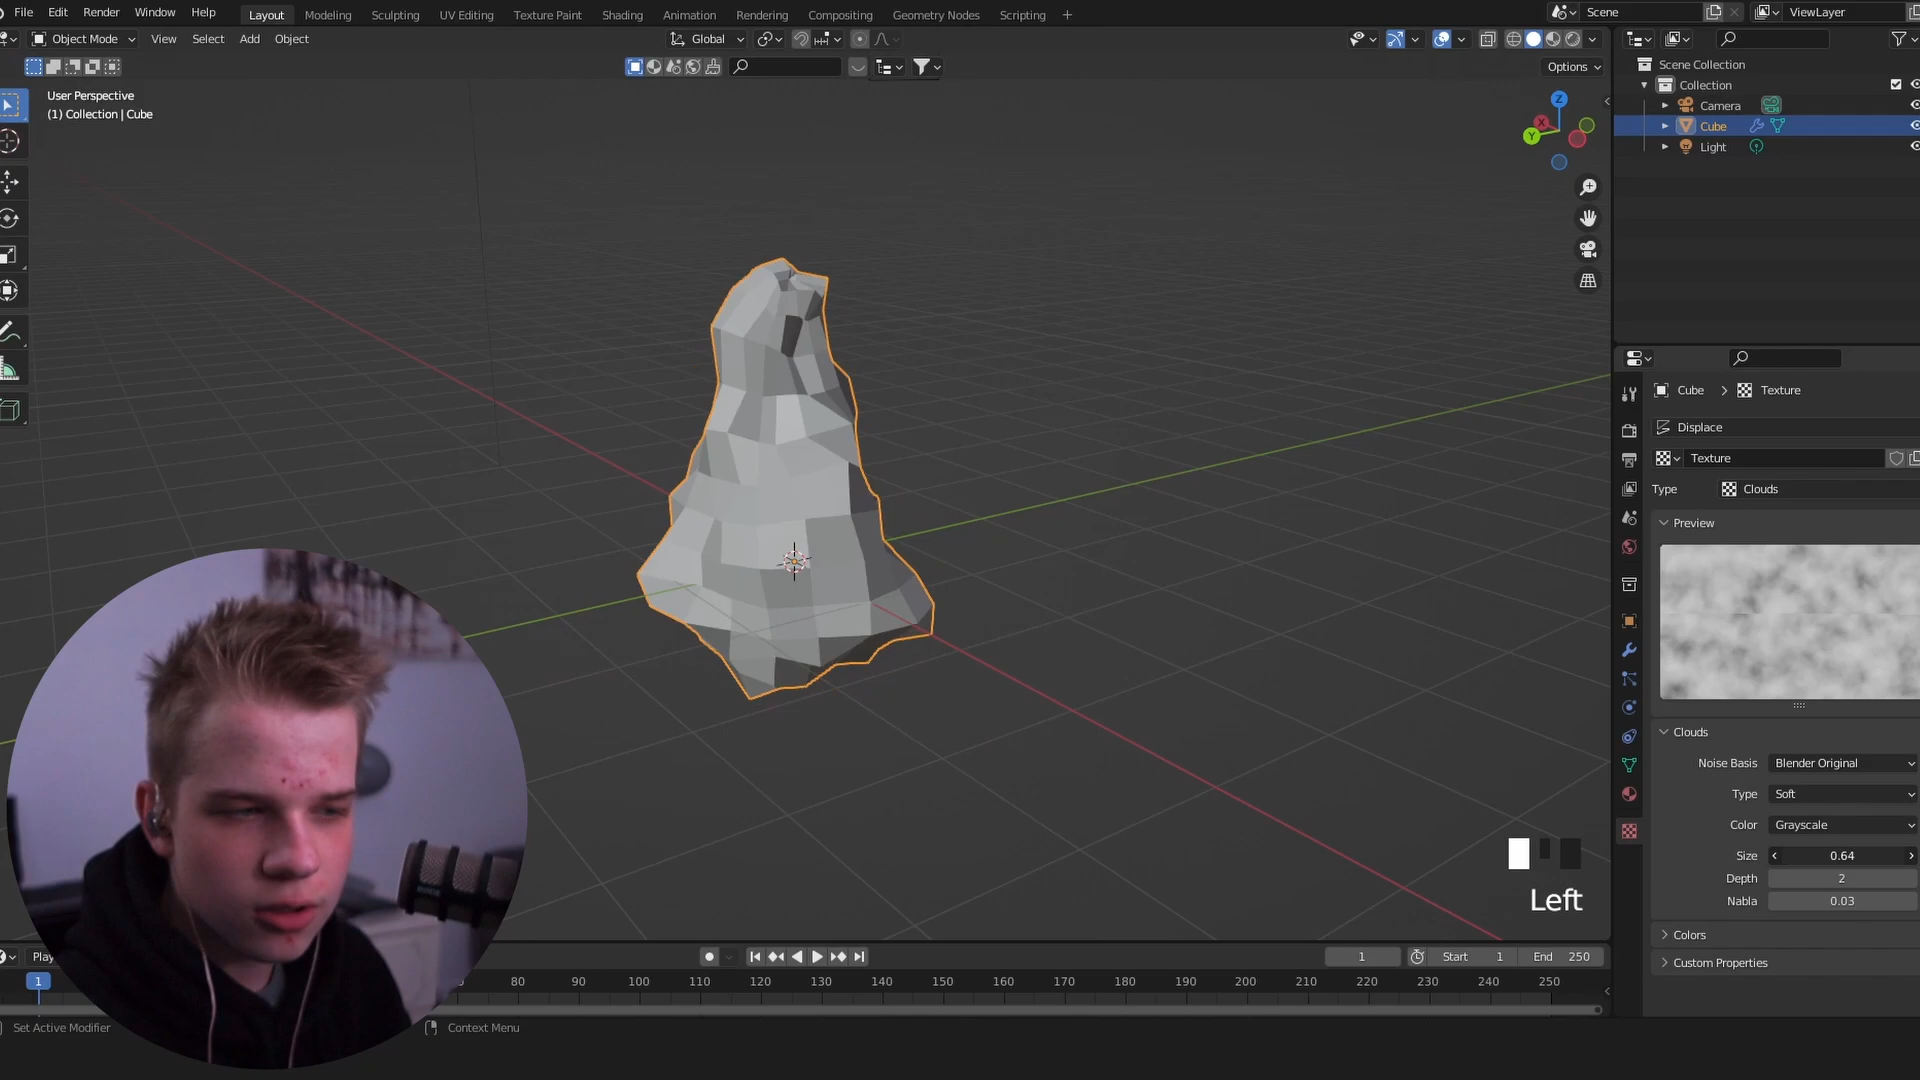 File Edit Render Window Help Layout Modeling Sculpting UV Editing Texture Paint Shading Animation Rendering Compositing Geometry Nodes Scripting + Scene ViewLayer
Object Mode View Select Add Object Global
Options
User Perspective
(1) Collection | Cube
Z
X
Y
Scene Collection
Collection
Camera
Cube
Light
Cube > Texture
Displace
Texture
Type Clouds
Preview
Clouds
Noise Basis Blender Original
Type Soft
Color Grayscale
Size 0.64
Depth 2
Nabla 0.03
Colors
Custom Properties
Left
Play 1 Start 1 End 250
1 80 90 100 110 120 130 140 150 160 170 180 190 200 210 220 230 240 250
Set Active Modifier Context Menu